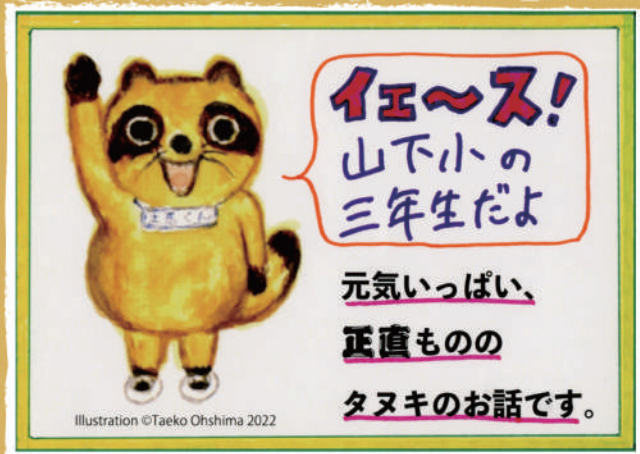 イェ〜ス!
山下小の
三年生だよ
元気いっぱい、
正直ものの
タヌキのお話です。
Illustration ©Taeko Ohshima 2022